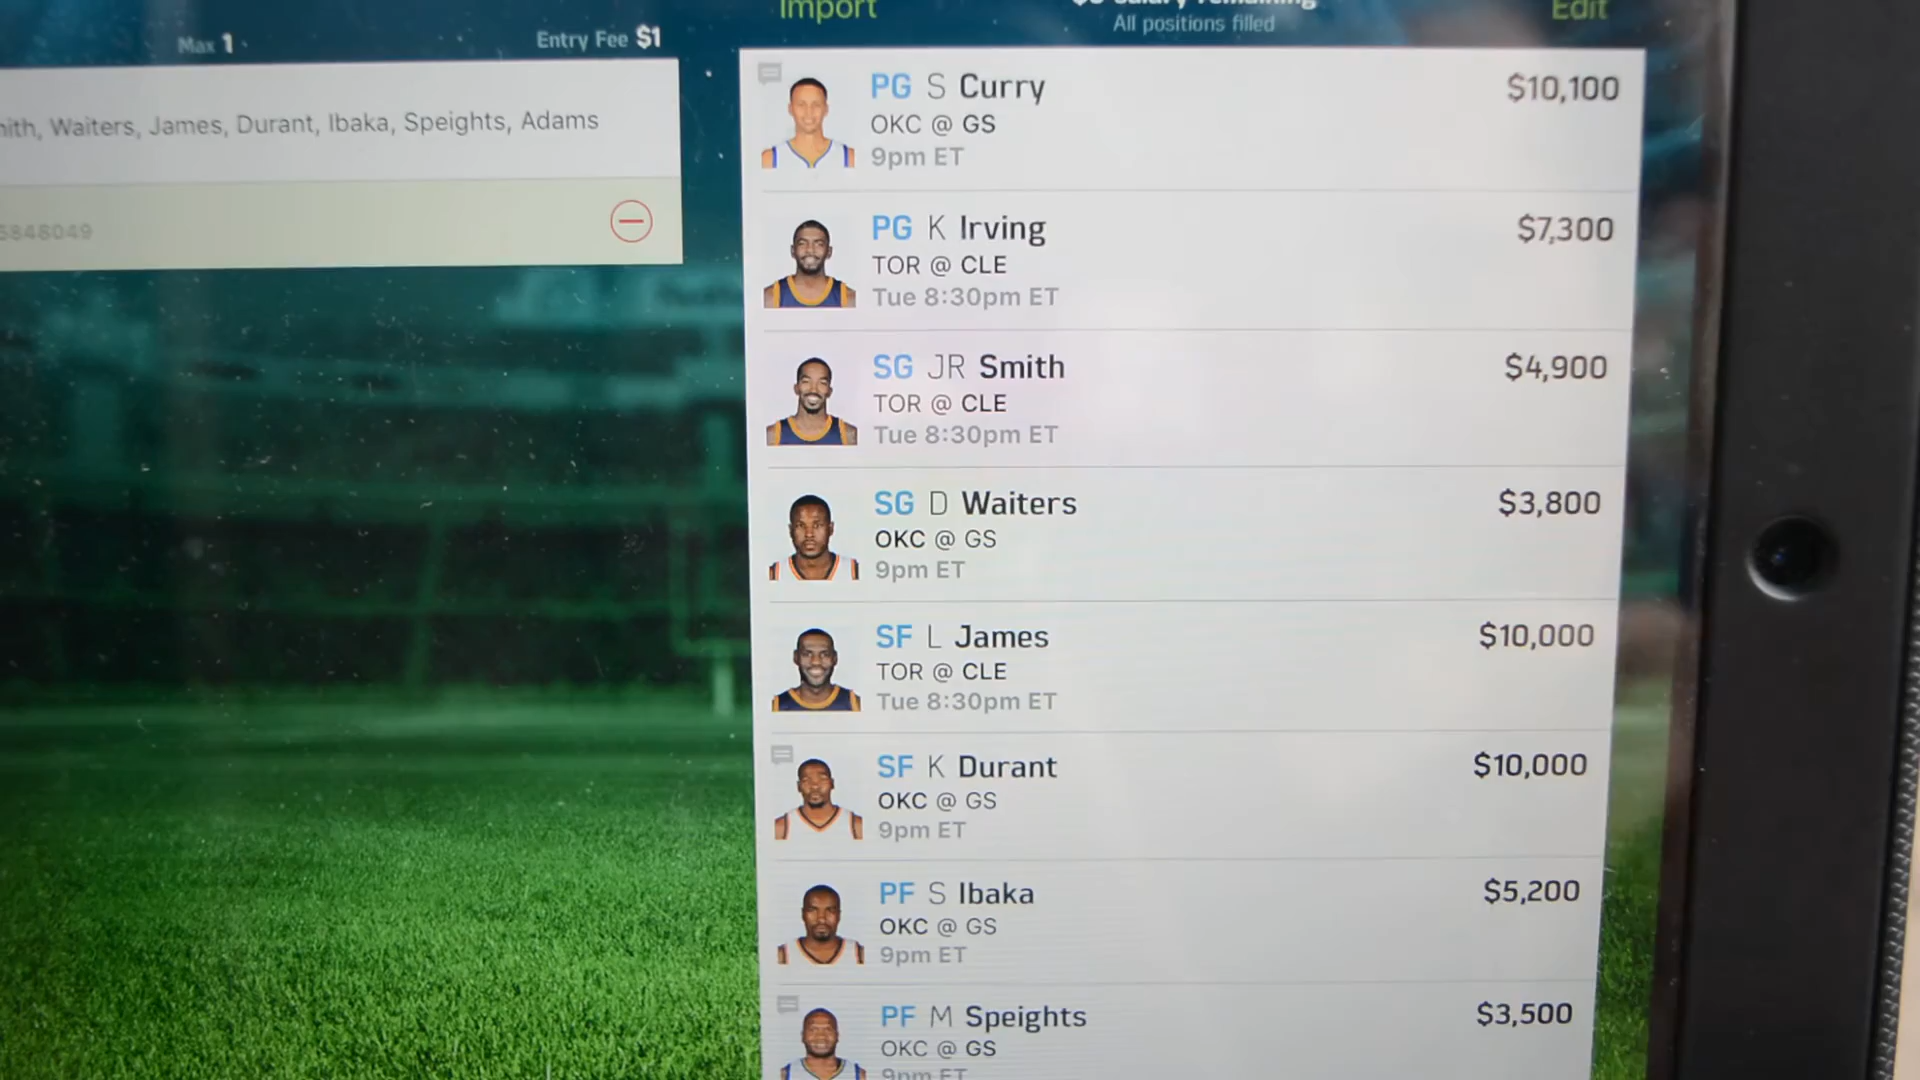 Max 1
Entry Fee $1
Waiters, James, Durant, Ibaka, Speights, Adams
Import
All positions filled
Edit
PG S Curry
$10,100
OKC @ GS
9pm ET
PG K Irving
$7,300
TOR @ CLE
Tue 8:30pm ET
SG JR Smith
$4,900
TOR @ CLE
Tue 8:30pm ET
SG D Waiters
$3,800
OKC @ GS
9pm ET
SF L James
$10,000
TOR @ CLE
Tue 8:30pm ET
SF K Durant
$10,000
OKC @ GS
9pm ET
PF S Ibaka
$5,200
OKC @ GS
9pm ET
PF M Speights
$3,500
OKC @ GS
9pm ET